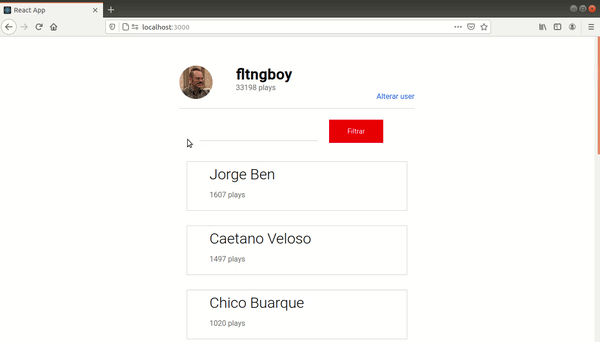 React App
localhost:3000
fltngboy
33198 plays
Alterar user
Filtrar
Jorge Ben
1607 plays
Caetano Veloso
1497 plays
Chico Buarque
1020 plays